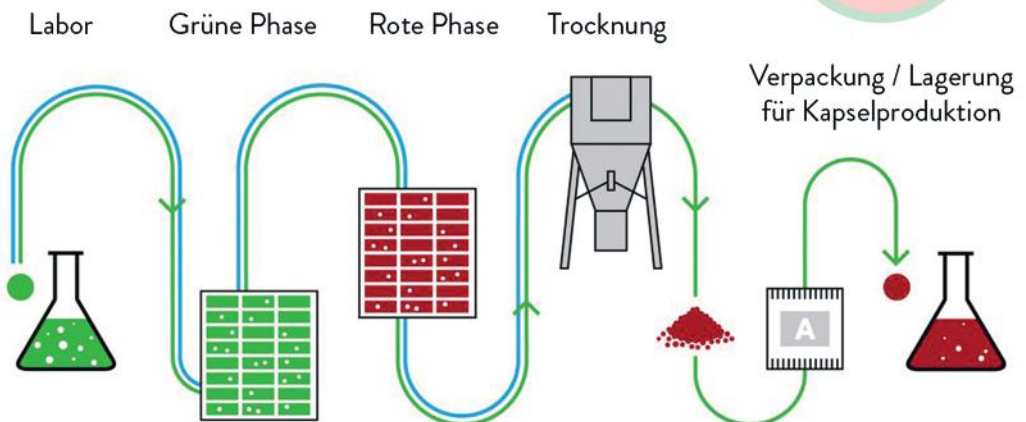 Labor
Grüne Phase
Rote Phase
Trocknung
Verpackung / Lagerung
für Kapselproduktion
A